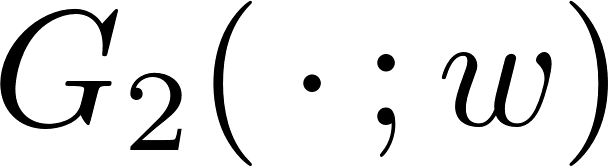 G₂( · ; w)